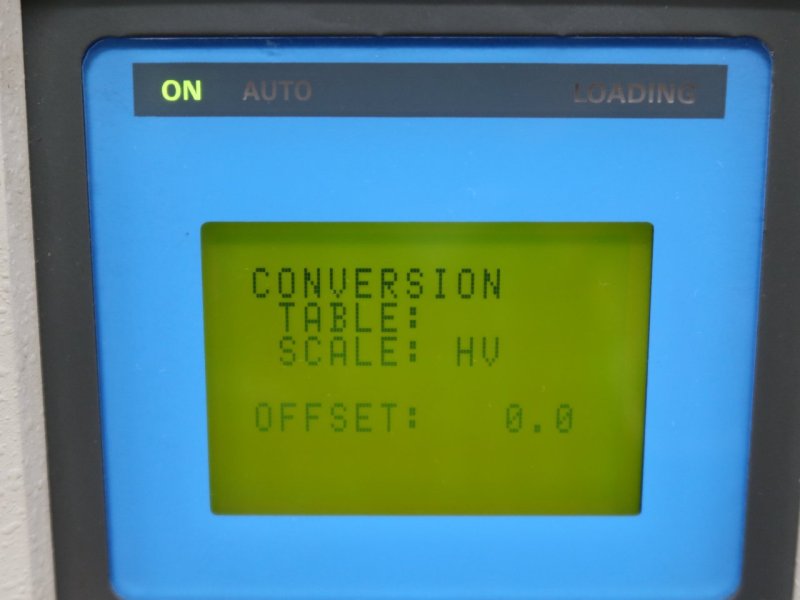 ON AUTO LOADING
CONVERSION
TABLE:
SCALE: HV
OFFSET: 0.0